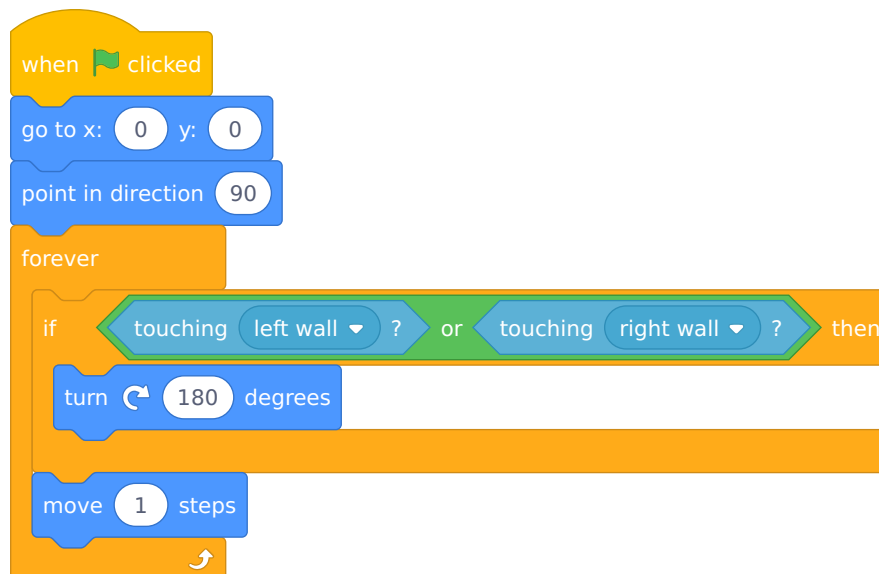 when clicked
go to x: 0 y: 0
point in direction 90
forever
if touching left wall ? or touching right wall ? then
turn 180 degrees
move 1 steps